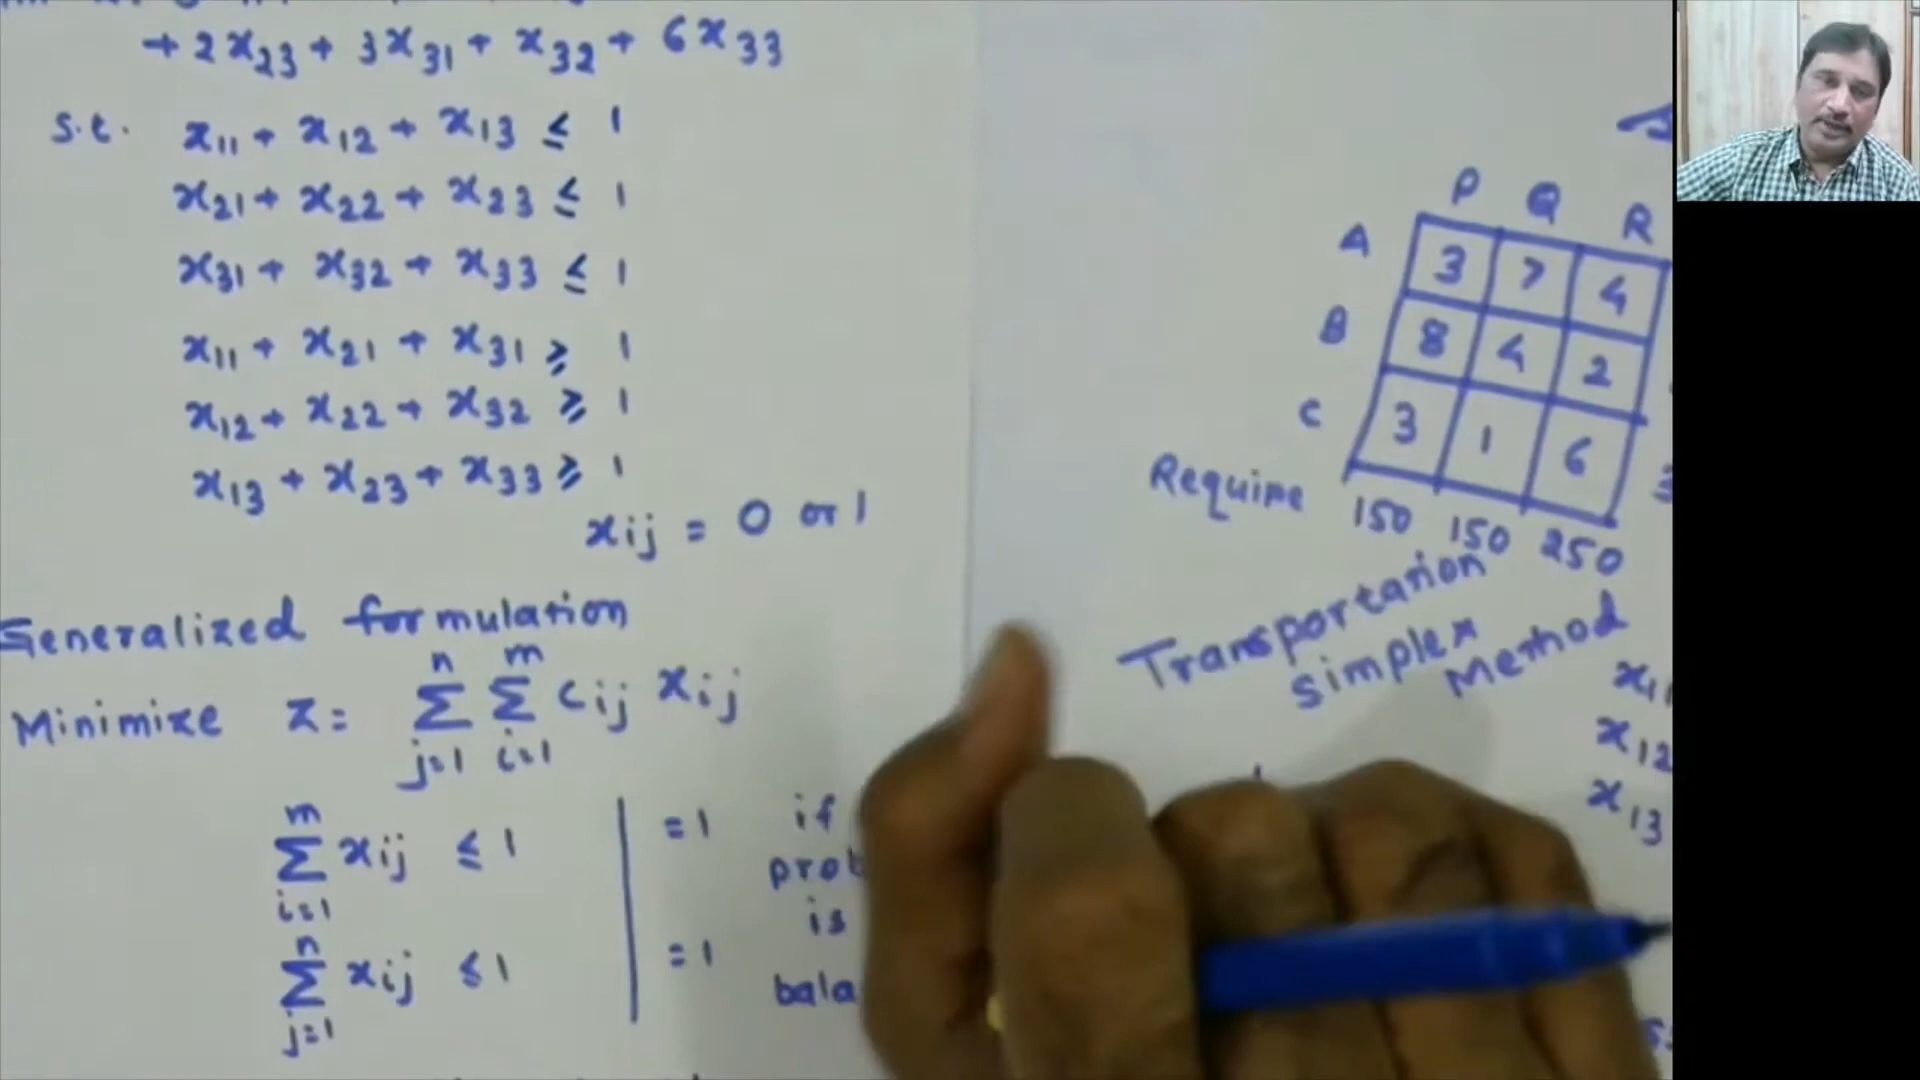 + 2x23 + 3x31 + x32 + 6x33
s.t. x11 + x12 + x13 ≤ 1
x21 + x22 + x23 ≤ 1
x31 + x32 + x33 ≤ 1
x11 + x21 + x31 ≥ 1
x12 + x22 + x32 ≥ 1
x13 + x23 + x33 ≥ 1
xij = 0 or 1
Generalized formulation
n m
Minimize z = Σ Σ cij xij
j=1 i=1
m
Σ xij ≤ 1 | = 1 if
i=1
n is
Σ xij ≤ 1 | = 1
j=1
P Q R
A 3 7 4
B 8 4 2
C 3 1 6
Require 150 150 250
Transportation
Simplex
Method
x12
x13